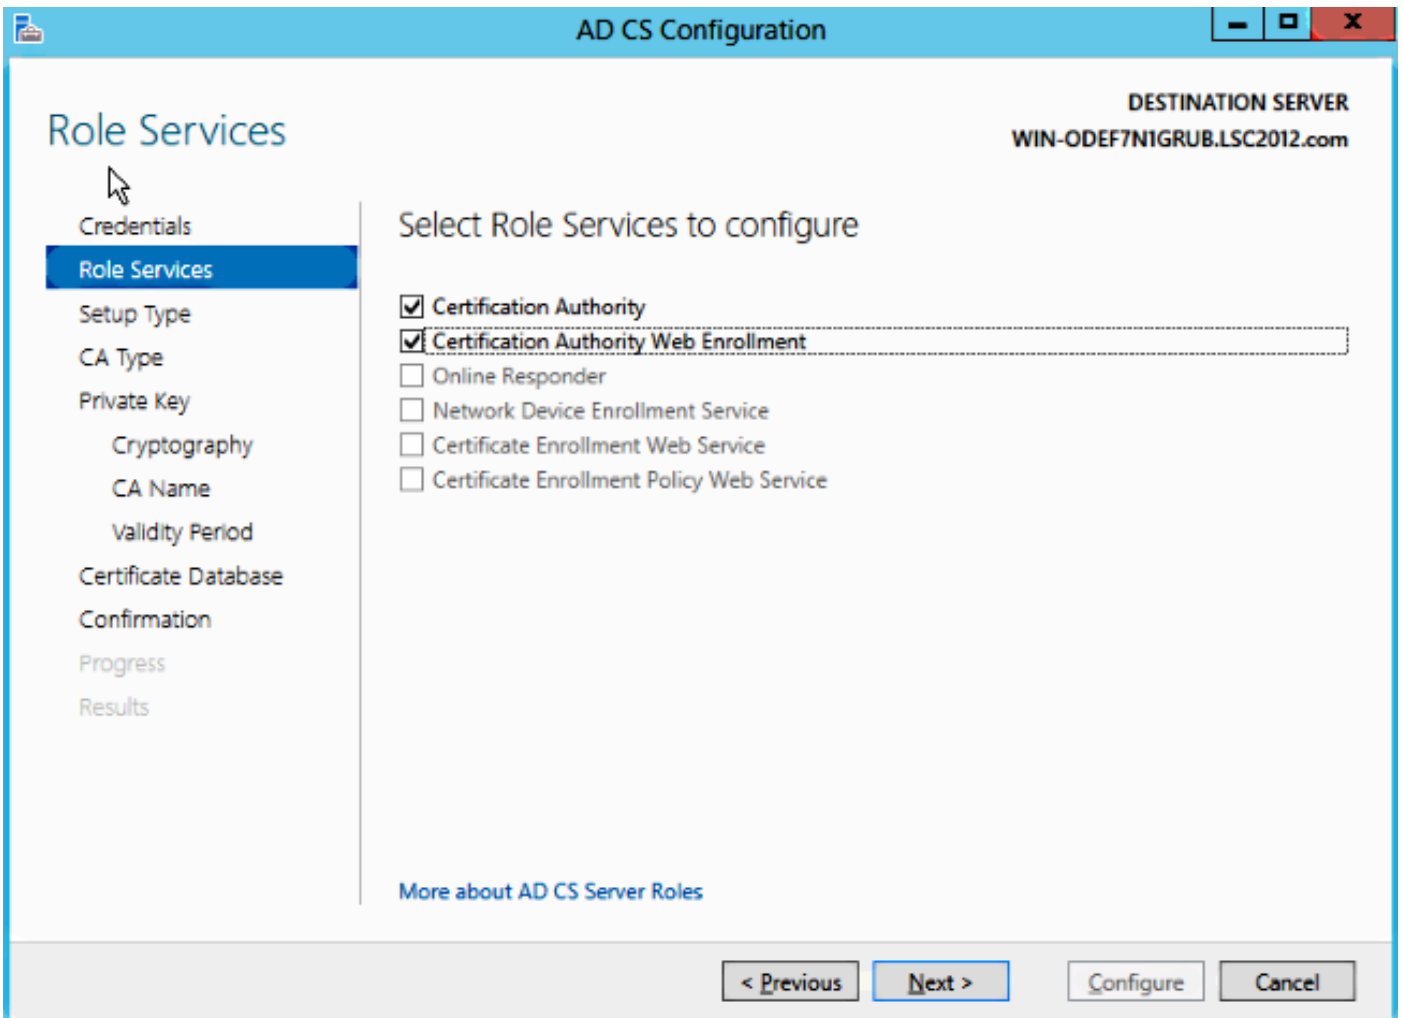 AD CS Configuration
DESTINATION SERVER
WIN-ODEF7N1GRUB.LSC2012.com
Role Services
Credentials
Role Services
Setup Type
CA Type
Private Key
Cryptography
CA Name
Validity Period
Certificate Database
Confirmation
Progress
Results
Select Role Services to configure
Certification Authority
Certification Authority Web Enrollment
Online Responder
Network Device Enrollment Service
Certificate Enrollment Web Service
Certificate Enrollment Policy Web Service
More about AD CS Server Roles
< Previous
Next >
Configure
Cancel